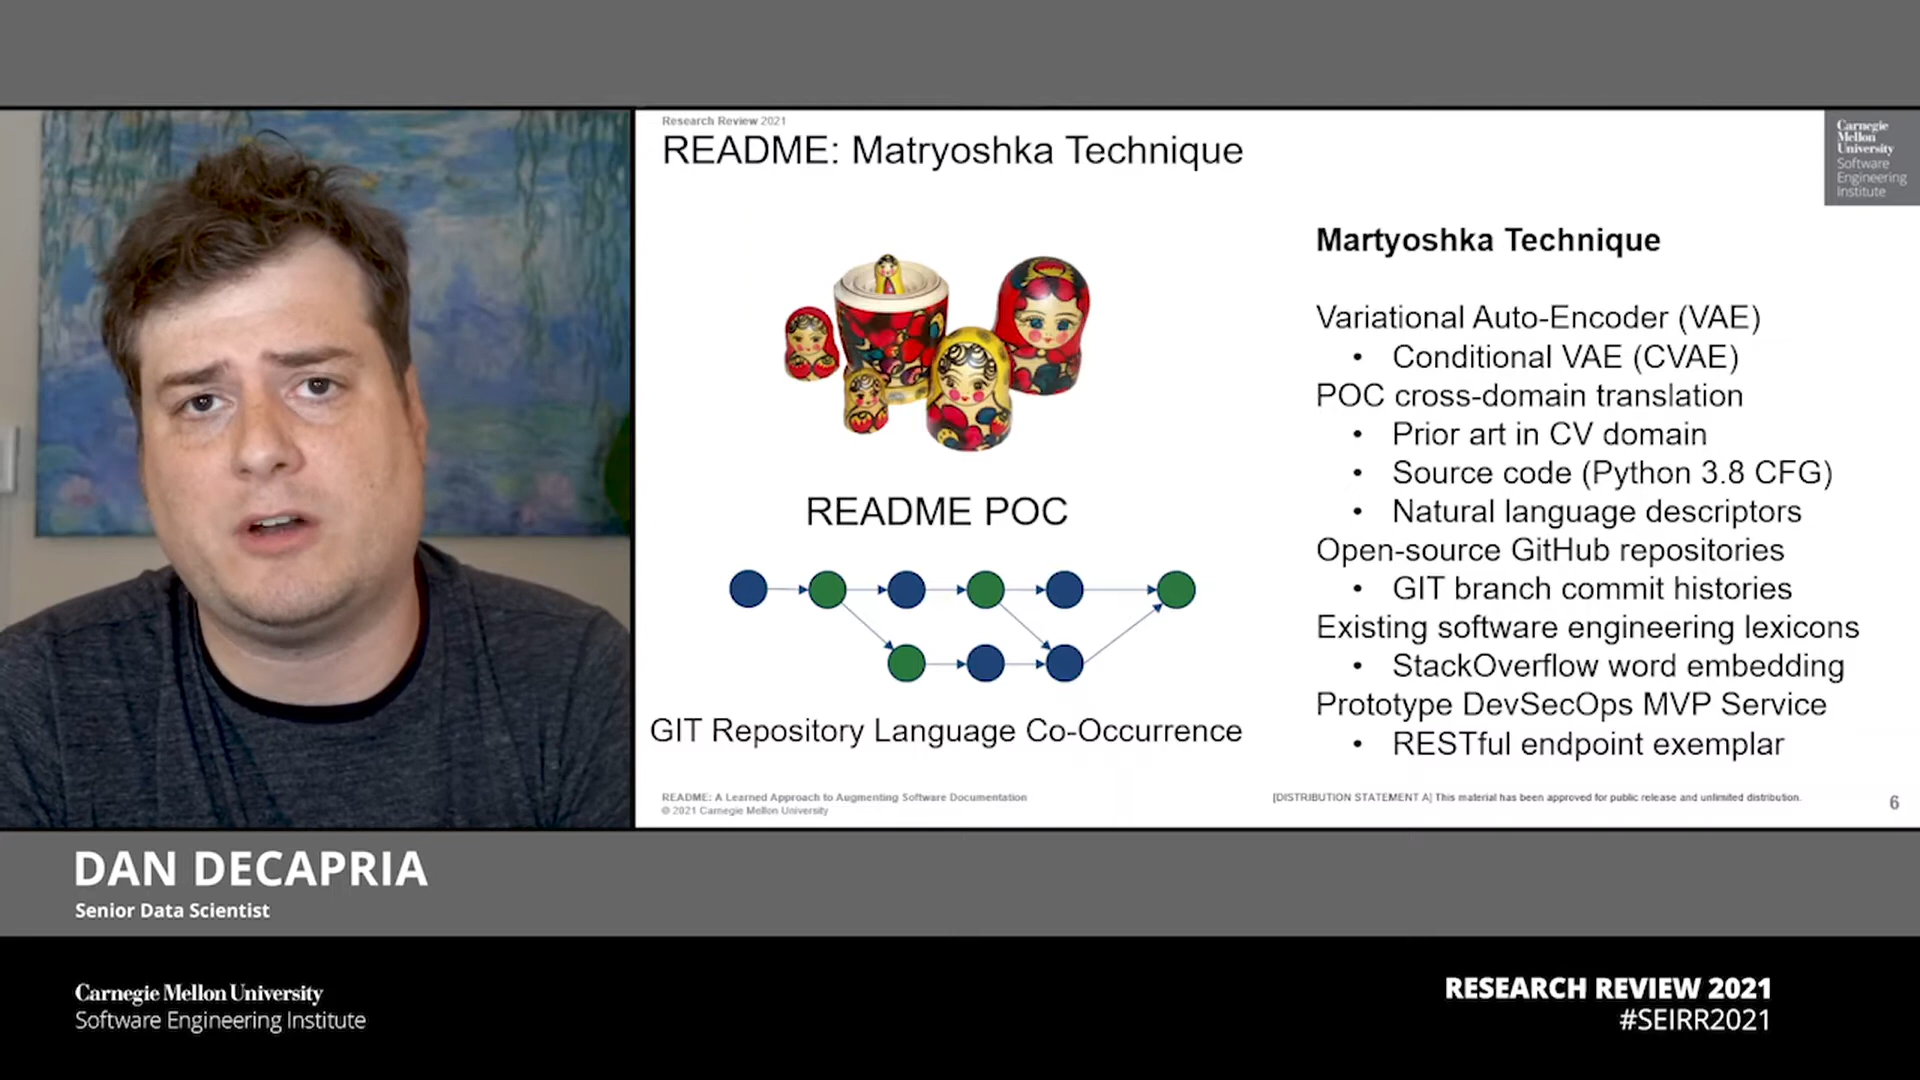 Research Review 2021
README: Matryoshka Technique
Carnegie
Mellon
University
Software
Engineering
Institute
README POC
GIT Repository Language Co-Occurrence
Martyoshka Technique
Variational Auto-Encoder (VAE)
• Conditional VAE (CVAE)
POC cross-domain translation
• Prior art in CV domain
• Source code (Python 3.8 CFG)
• Natural language descriptors
Open-source GitHub repositories
• GIT branch commit histories
Existing software engineering lexicons
• StackOverflow word embedding
Prototype DevSecOps MVP Service
• RESTful endpoint exemplar
README: A Learned Approach to Augmenting Software Documentation
© 2021 Carnegie Mellon University
[DISTRIBUTION STATEMENT A] This material has been approved for public release and unlimited distribution.
6
DAN DECAPRIA
Senior Data Scientist
Carnegie Mellon University
Software Engineering Institute
RESEARCH REVIEW 2021
#SEIRR2021